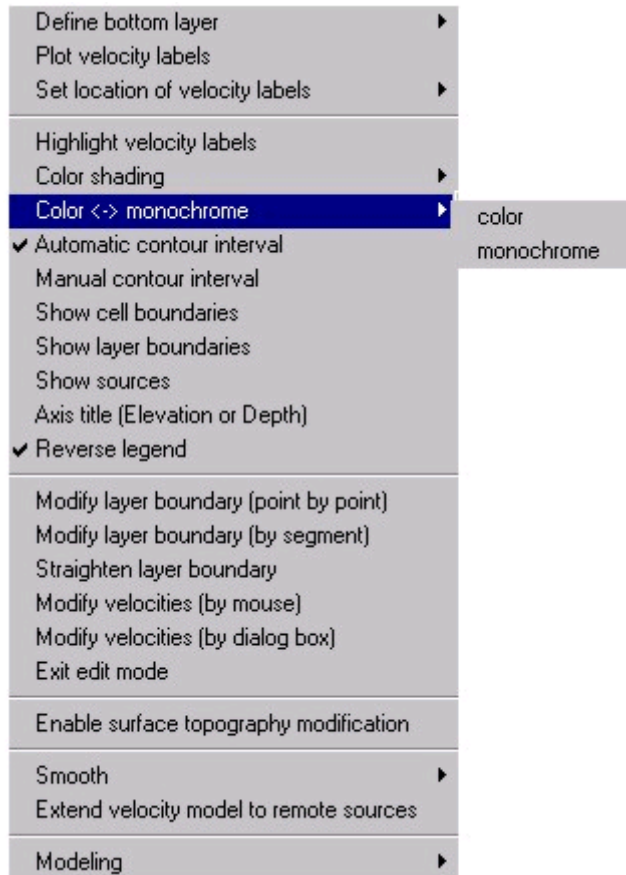 Define bottom layer
Plot velocity labels
Set location of velocity labels
Highlight velocity labels
Color shading
Color <-> monochrome
color
Automatic contour interval
monochrome
Manual contour interval
Show cell boundaries
Show layer boundaries
Show sources
Axis title (Elevation or Depth)
Reverse legend
Modify layer boundary (point by point)
Modify layer boundary (by segment)
Straighten layer boundary
Modify velocities (by mouse)
Modify velocities (by dialog box)
Exit edit mode
Enable surface topography modification
Smooth
Extend velocity model to remote sources
Modeling